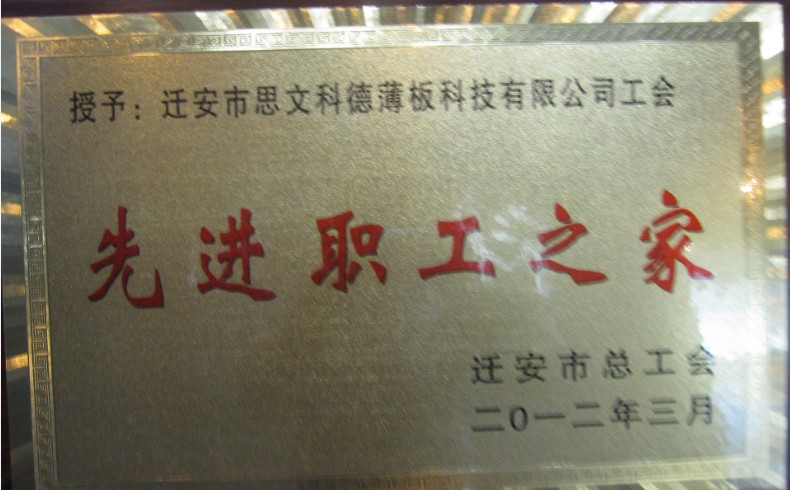 授予：迁安市思文科德薄板科技有限公司工会
先进职工之家
迁安市总工会
二〇一二年三月